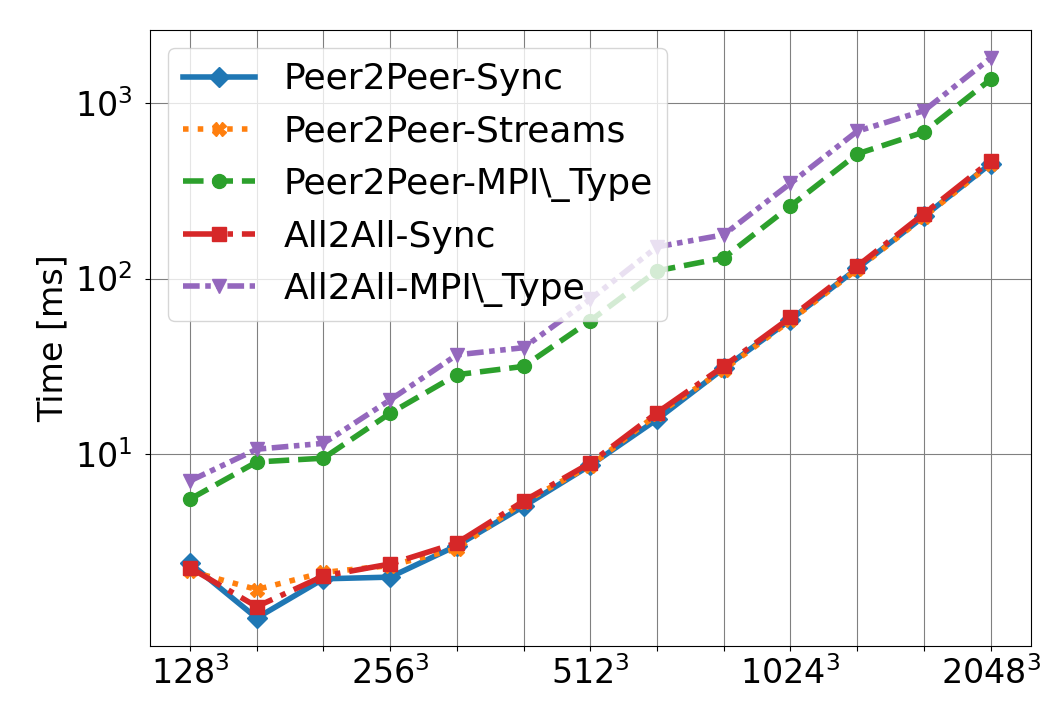 Peer2Peer-Sync
Peer2Peer-Streams
Peer2Peer-MPI\_Type
All2All-Sync
All2All-MPI\_Type
Time [ms]
10³
10²
10¹
128³ 256³ 512³ 1024³ 2048³